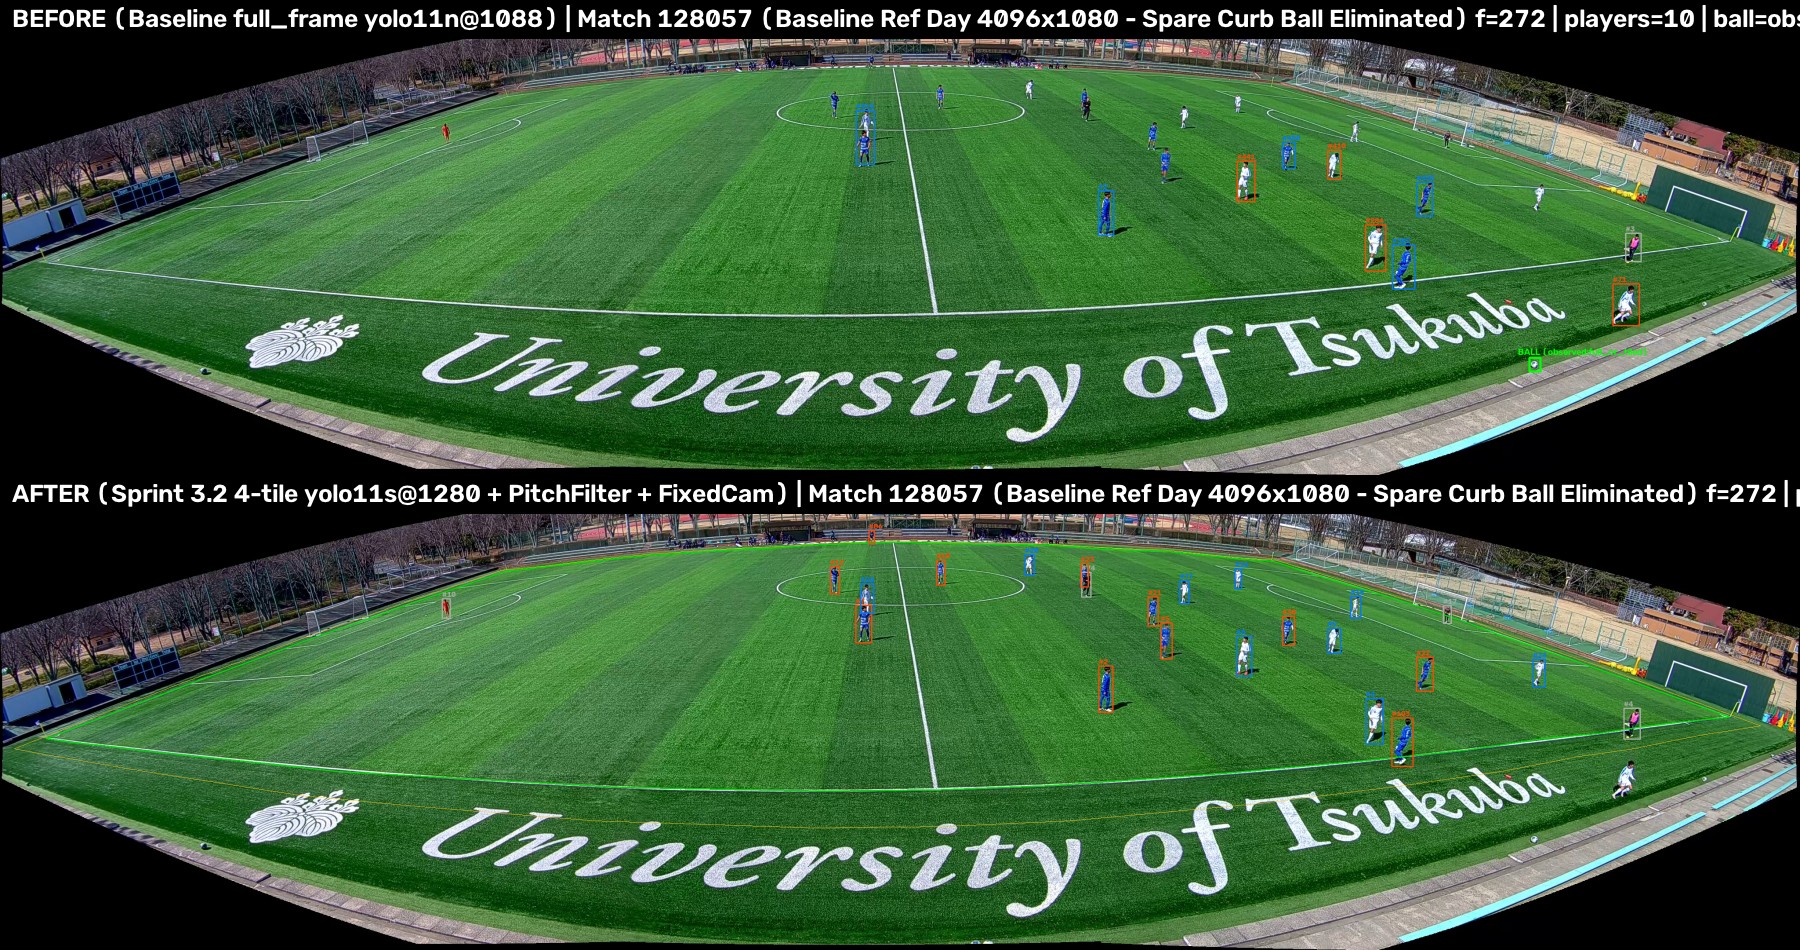 BEFORE (Baseline full_frame yolo11n@1088) | Match 128057 (Baseline Ref Day 4096x1080 - Spare Curb Ball Eliminated) f=272 | players=10 | ball=obs
University of Tsukuba
AFTER (Sprint 3.2 4-tile yolo11s@1280 + PitchFilter + FixedCam) | Match 128057 (Baseline Ref Day 4096x1080 - Spare Curb Ball Eliminated) f=272 | p
University of Tsukuba